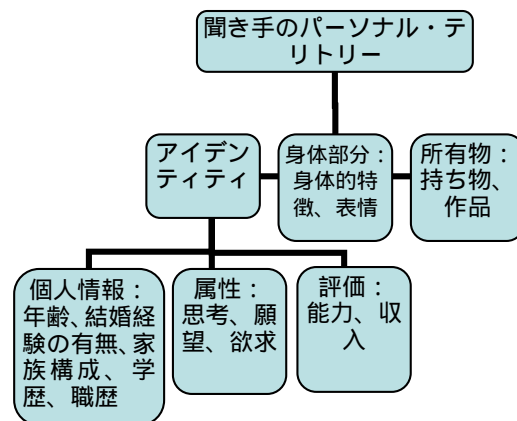 聞き手のパーソナル・テ
リトリー
アイデン
ティティ
身体部分：
身体的特
徴、表情
所有物：
持ち物、
作品
個人情報：
年齢、結婚経
験の有無、家
族構成、学
歴、職歴
属性：
思考、願
望、欲求
評価：
能力、収
入